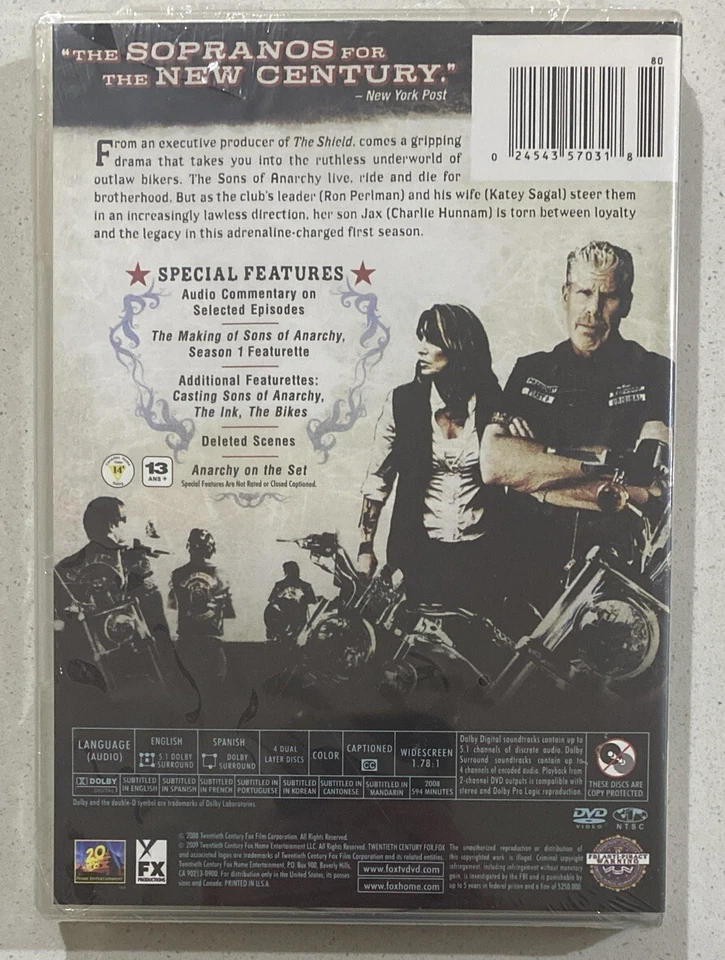 "THE SOPRANOS FOR
THE NEW CENTURY."
– New York Post
80
0 24543 57031 8
From an executive producer of The Shield, comes a gripping
drama that takes you into the ruthless underworld of
outlaw bikers. The Sons of Anarchy live, ride and die for
brotherhood. But as the club's leader (Ron Perlman) and his wife (Katey Sagal) steer them
in an increasingly lawless direction, her son Jax (Charlie Hunnam) is torn between loyalty
and the legacy in this adrenaline-charged first season.
SPECIAL FEATURES
Audio Commentary on
Selected Episodes
The Making of Sons of Anarchy,
Season 1 Featurette
Additional Featurettes:
Casting Sons of Anarchy,
The Ink, The Bikes
Deleted Scenes
Anarchy on the Set
Special Features Are Not Rated or Closed Captioned.
14+
13
ANS +
LANGUAGE
(AUDIO)
ENGLISH
5.1 DOLBY
SURROUND
SPANISH
DOLBY
SURROUND
4 DUAL
LAYER DISCS
COLOR
CAPTIONED
CC
WIDESCREEN
1.78:1
Dolby Digital soundtracks contain up to
5.1 channels of discrete audio. Dolby
Surround soundtracks contain up to
4 channels of encoded audio. Playback from
2-channel DVD outputs is compatible with
stereo and Dolby Pro Logic reproduction.
THESE DISCS ARE
COPY PROTECTED
DOLBY
DIGITAL
SUBTITLED
IN ENGLISH
SUBTITLED
IN SPANISH
SUBTITLED
IN FRENCH
SUBTITLED IN
PORTUGUESE
SUBTITLED
IN KOREAN
SUBTITLED IN
CANTONESE
SUBTITLED IN
MANDARIN
2008
594 MINUTES
Dolby and the double-D symbol are trademarks of Dolby Laboratories.
DVD
VIDEO
NTSC
20
Home Entertainment
FX
PRODUCTIONS
© 2008 Twentieth Century Fox Film Corporation. All Rights Reserved.
© 2009 Twentieth Century Fox Home Entertainment LLC. All Rights Reserved. TWENTIETH CENTURY FOX, FOX
and associated logos are trademarks of Twentieth Century Fox Film Corporation and its related entities.
Twentieth Century Fox Home Entertainment, P.O. Box 900, Beverly Hills,
CA 90213-0900. For distribution only in the United States, its posses
sions and Canada. PRINTED IN U.S.A.
www.foxtvdvd.com
www.foxhome.com
The unauthorized reproduction or distribution of
this copyrighted work is illegal. Criminal copyright
infringement, including infringement without monetary
gain, is investigated by the FBI and is punishable by
up to 5 years in federal prison and a fine of $250,000.
FBI ANTI-PIRACY
WARNING